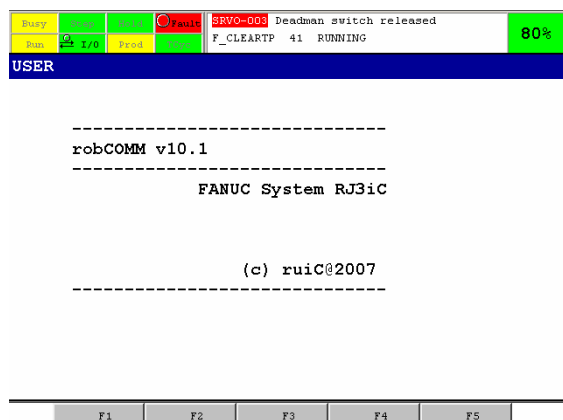 Busy Step Hold Fault SRVO-003 Deadman switch released
Run I/O Prod TCyc F_CLEARTP 41 RUNNING 80%
USER
------------------------------
robCOMM v10.1
------------------------------
FANUC System RJ3iC
(c) ruiC@2007
------------------------------
F1 F2 F3 F4 F5